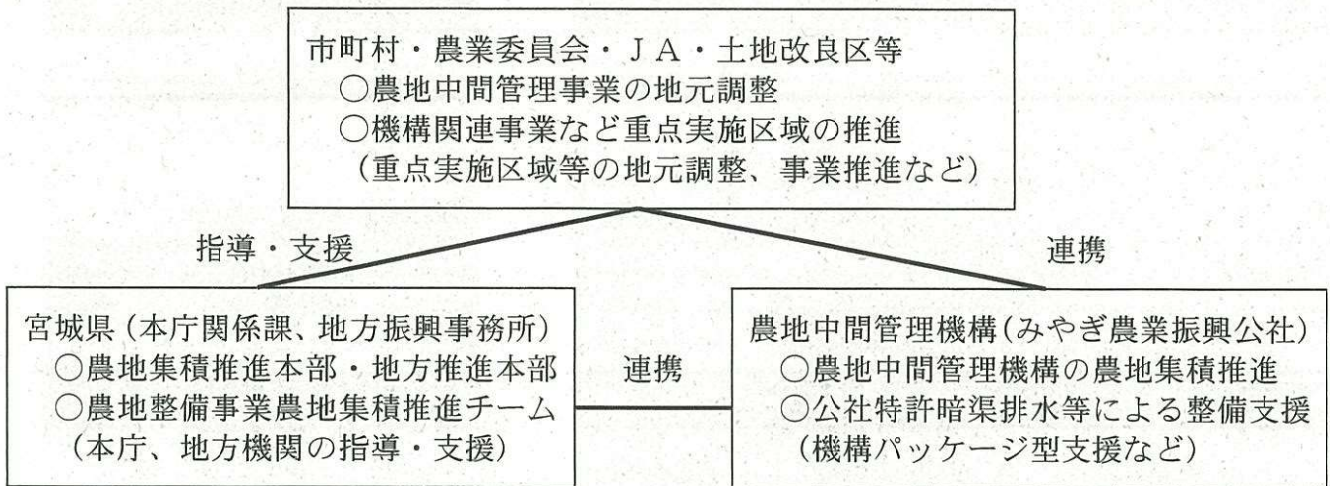 市町村・農業委員会・ＪＡ・土地改良区等
○農地中間管理事業の地元調整
○機構関連事業など重点実施区域の推進
（重点実施区域等の地元調整、事業推進など）
指導・支援
連携
宮城県（本庁関係課、地方振興事務所）
○農地集積推進本部・地方推進本部
○農地整備事業農地集積推進チーム
（本庁、地方機関の指導・支援）
連携
農地中間管理機構（みやぎ農業振興公社）
○農地中間管理機構の農地集積推進
○公社特許暗渠排水等による整備支援
（機構パッケージ型支援など）